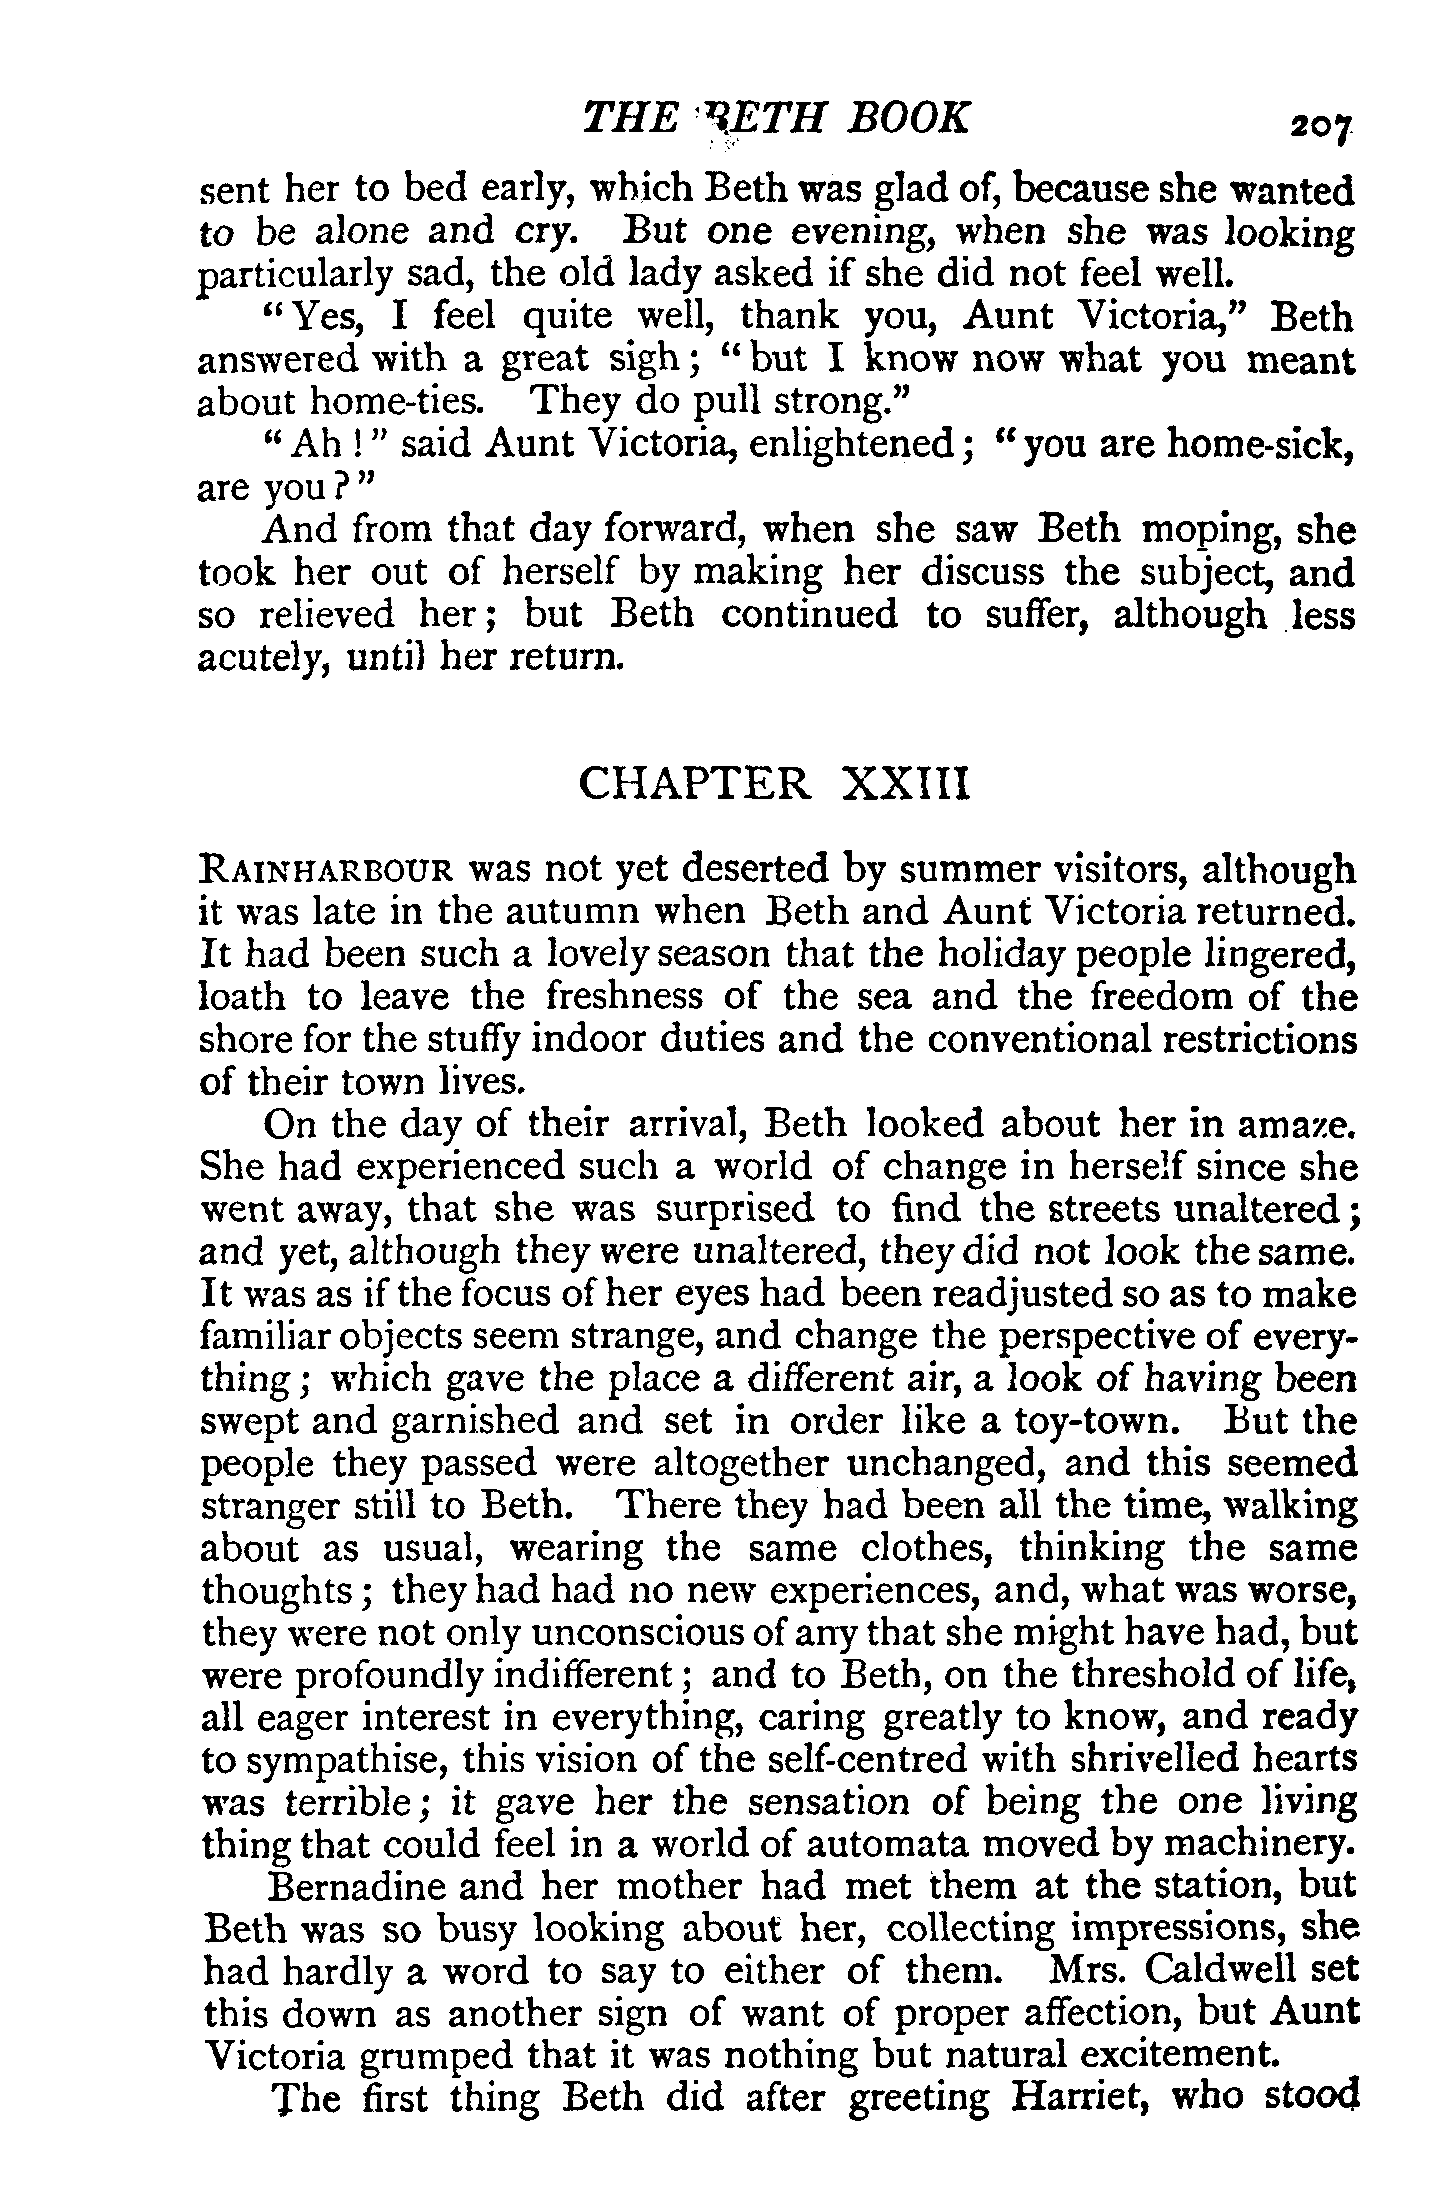 THE BETH BOOK 207
sent her to bed early, which Beth was glad of, because she wanted
to be alone and cry. But one evening, when she was looking
particularly sad, the old lady asked if she did not feel well.
“Yes, I feel quite well, thank you, Aunt Victoria,” Beth
answered with a great sigh; “but I know now what you meant
about home-ties. They do pull strong.”
“Ah!” said Aunt Victoria, enlightened; “you are home-sick,
are you?”
And from that day forward, when she saw Beth moping, she
took her out of herself by making her discuss the subject, and
so relieved her; but Beth continued to suffer, although less
acutely, until her return.
CHAPTER XXIII
RAINHARBOUR was not yet deserted by summer visitors, although
it was late in the autumn when Beth and Aunt Victoria returned.
It had been such a lovely season that the holiday people lingered,
loath to leave the freshness of the sea and the freedom of the
shore for the stuffy indoor duties and the conventional restrictions
of their town lives.
On the day of their arrival, Beth looked about her in amaze.
She had experienced such a world of change in herself since she
went away, that she was surprised to find the streets unaltered;
and yet, although they were unaltered, they did not look the same.
It was as if the focus of her eyes had been readjusted so as to make
familiar objects seem strange, and change the perspective of every-
thing; which gave the place a different air, a look of having been
swept and garnished and set in order like a toy-town. But the
people they passed were altogether unchanged, and this seemed
stranger still to Beth. There they had been all the time, walking
about as usual, wearing the same clothes, thinking the same
thoughts; they had had no new experiences, and, what was worse,
they were not only unconscious of any that she might have had, but
were profoundly indifferent; and to Beth, on the threshold of life,
all eager interest in everything, caring greatly to know, and ready
to sympathise, this vision of the self-centred with shrivelled hearts
was terrible; it gave her the sensation of being the one living
thing that could feel in a world of automata moved by machinery.
Bernadine and her mother had met them at the station, but
Beth was so busy looking about her, collecting impressions, she
had hardly a word to say to either of them. Mrs. Caldwell set
this down as another sign of want of proper affection, but Aunt
Victoria grumped that it was nothing but natural excitement.
The first thing Beth did after greeting Harriet, who stood